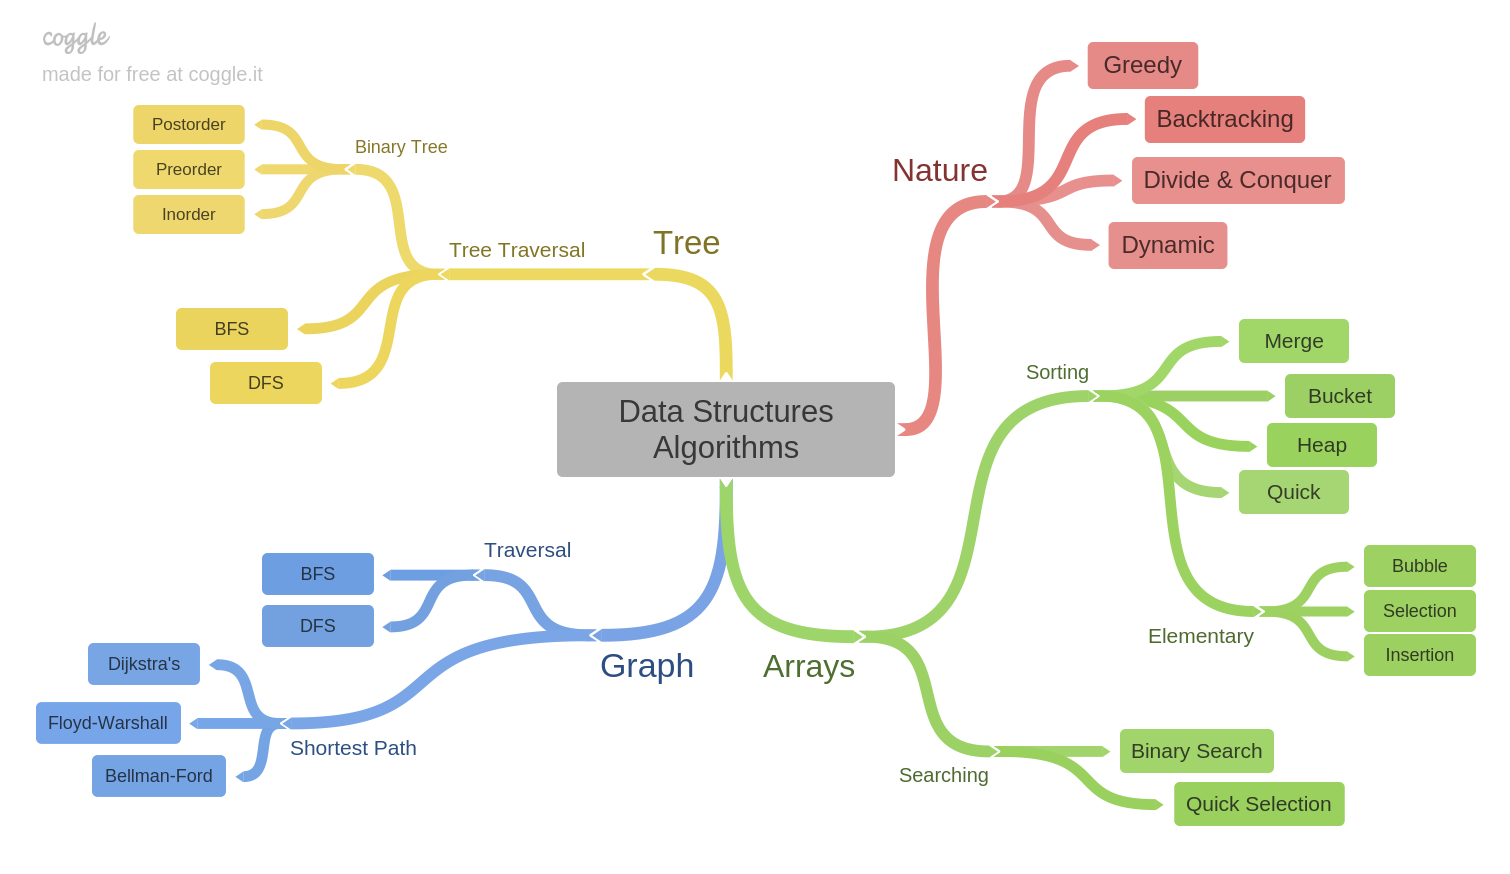 coggle
made for free at coggle.it
Data Structures
Algorithms
Tree
Tree Traversal
Binary Tree
Postorder
Preorder
Inorder
BFS
DFS
Nature
Greedy
Backtracking
Divide & Conquer
Dynamic
Graph
Traversal
BFS
DFS
Shortest Path
Dijkstra's
Floyd-Warshall
Bellman-Ford
Arrays
Sorting
Merge
Bucket
Heap
Quick
Elementary
Bubble
Selection
Insertion
Searching
Binary Search
Quick Selection